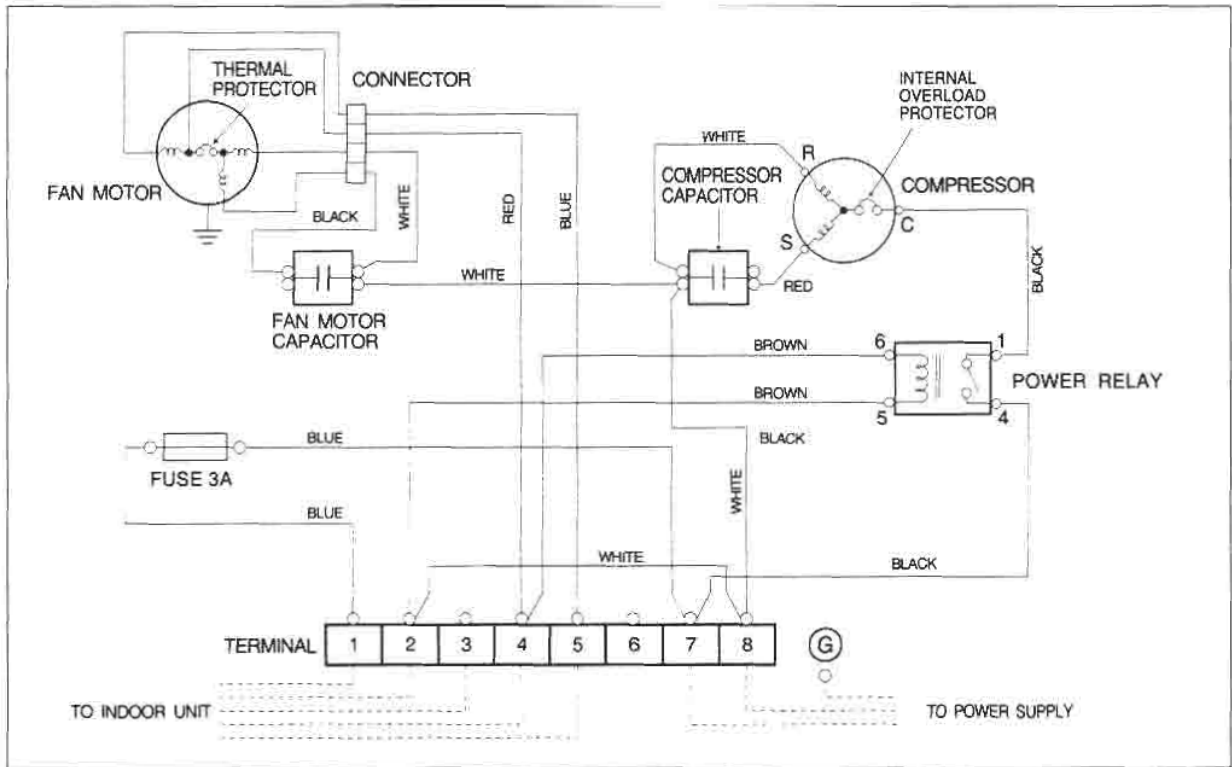 THERMAL
PROTECTOR
CONNECTOR
FAN MOTOR
BLACK
WHITE
RED
BLUE
FAN MOTOR
CAPACITOR
WHITE
INTERNAL
OVERLOAD
PROTECTOR
WHITE
R
COMPRESSOR
CAPACITOR
COMPRESSOR
S
C
RED
BLACK
BROWN
6
1
POWER RELAY
BROWN
5
4
BLUE
BLACK
FUSE 3A
BLUE
WHITE
WHITE
BLACK
TERMINAL 1 2 3 4 5 6 7 8 G
TO INDOOR UNIT
TO POWER SUPPLY